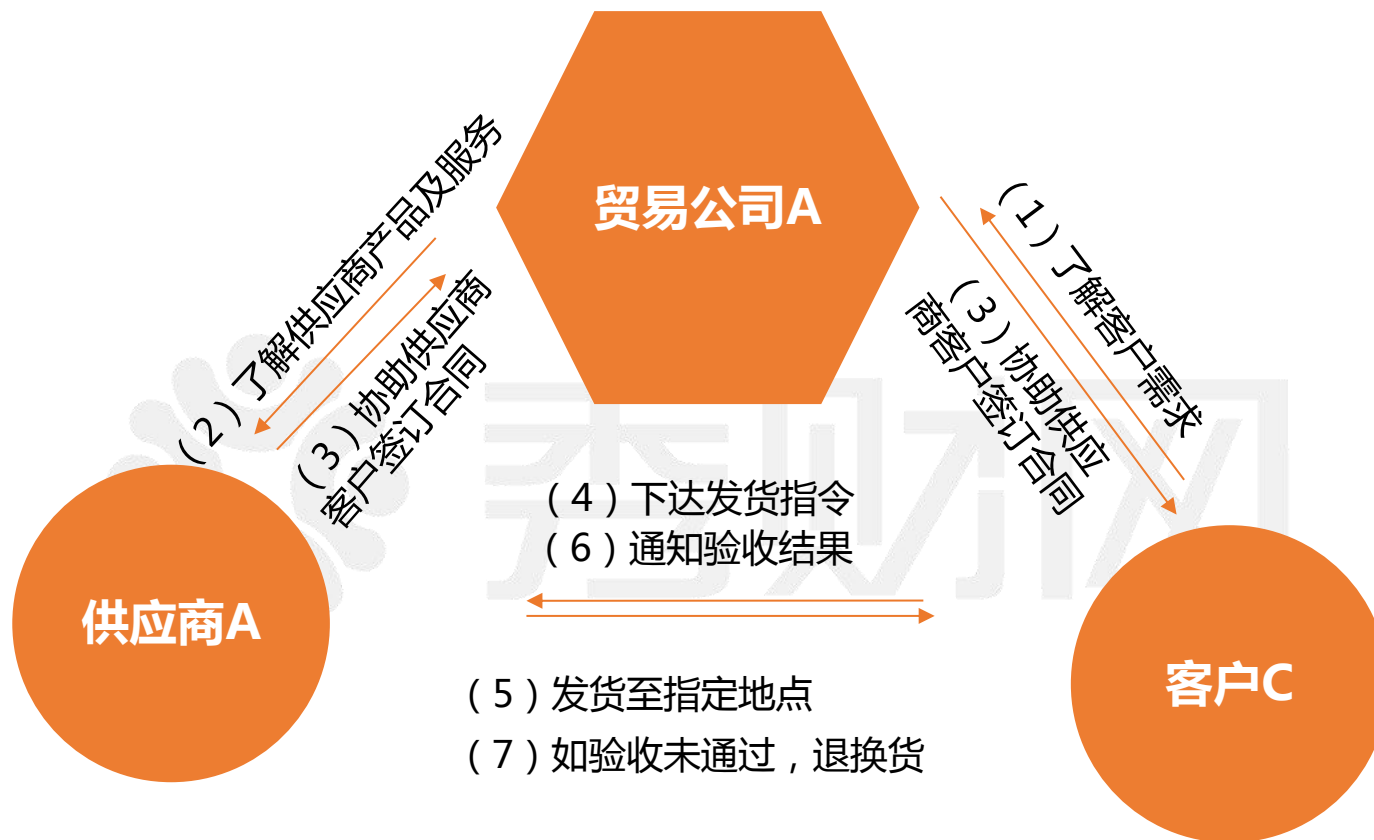 贸易公司A
（2）了解供应商产品及服务
（3）协助供应商
客户签订合同
（1）了解客户需求
（3）协助供应
商客户签订合同
（4）下达发货指令
（6）通知验收结果
供应商A
客户C
（5）发货至指定地点
（7）如验收未通过，退换货
秀财网